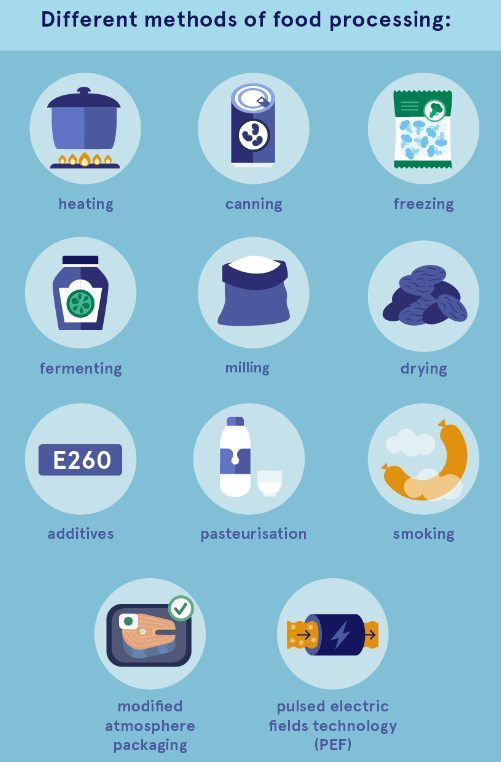 Different methods of food processing:
heating
canning
freezing
fermenting
milling
drying
E260
additives
pasteurisation
smoking
modified
atmosphere
packaging
pulsed electric
fields technology
(PEF)